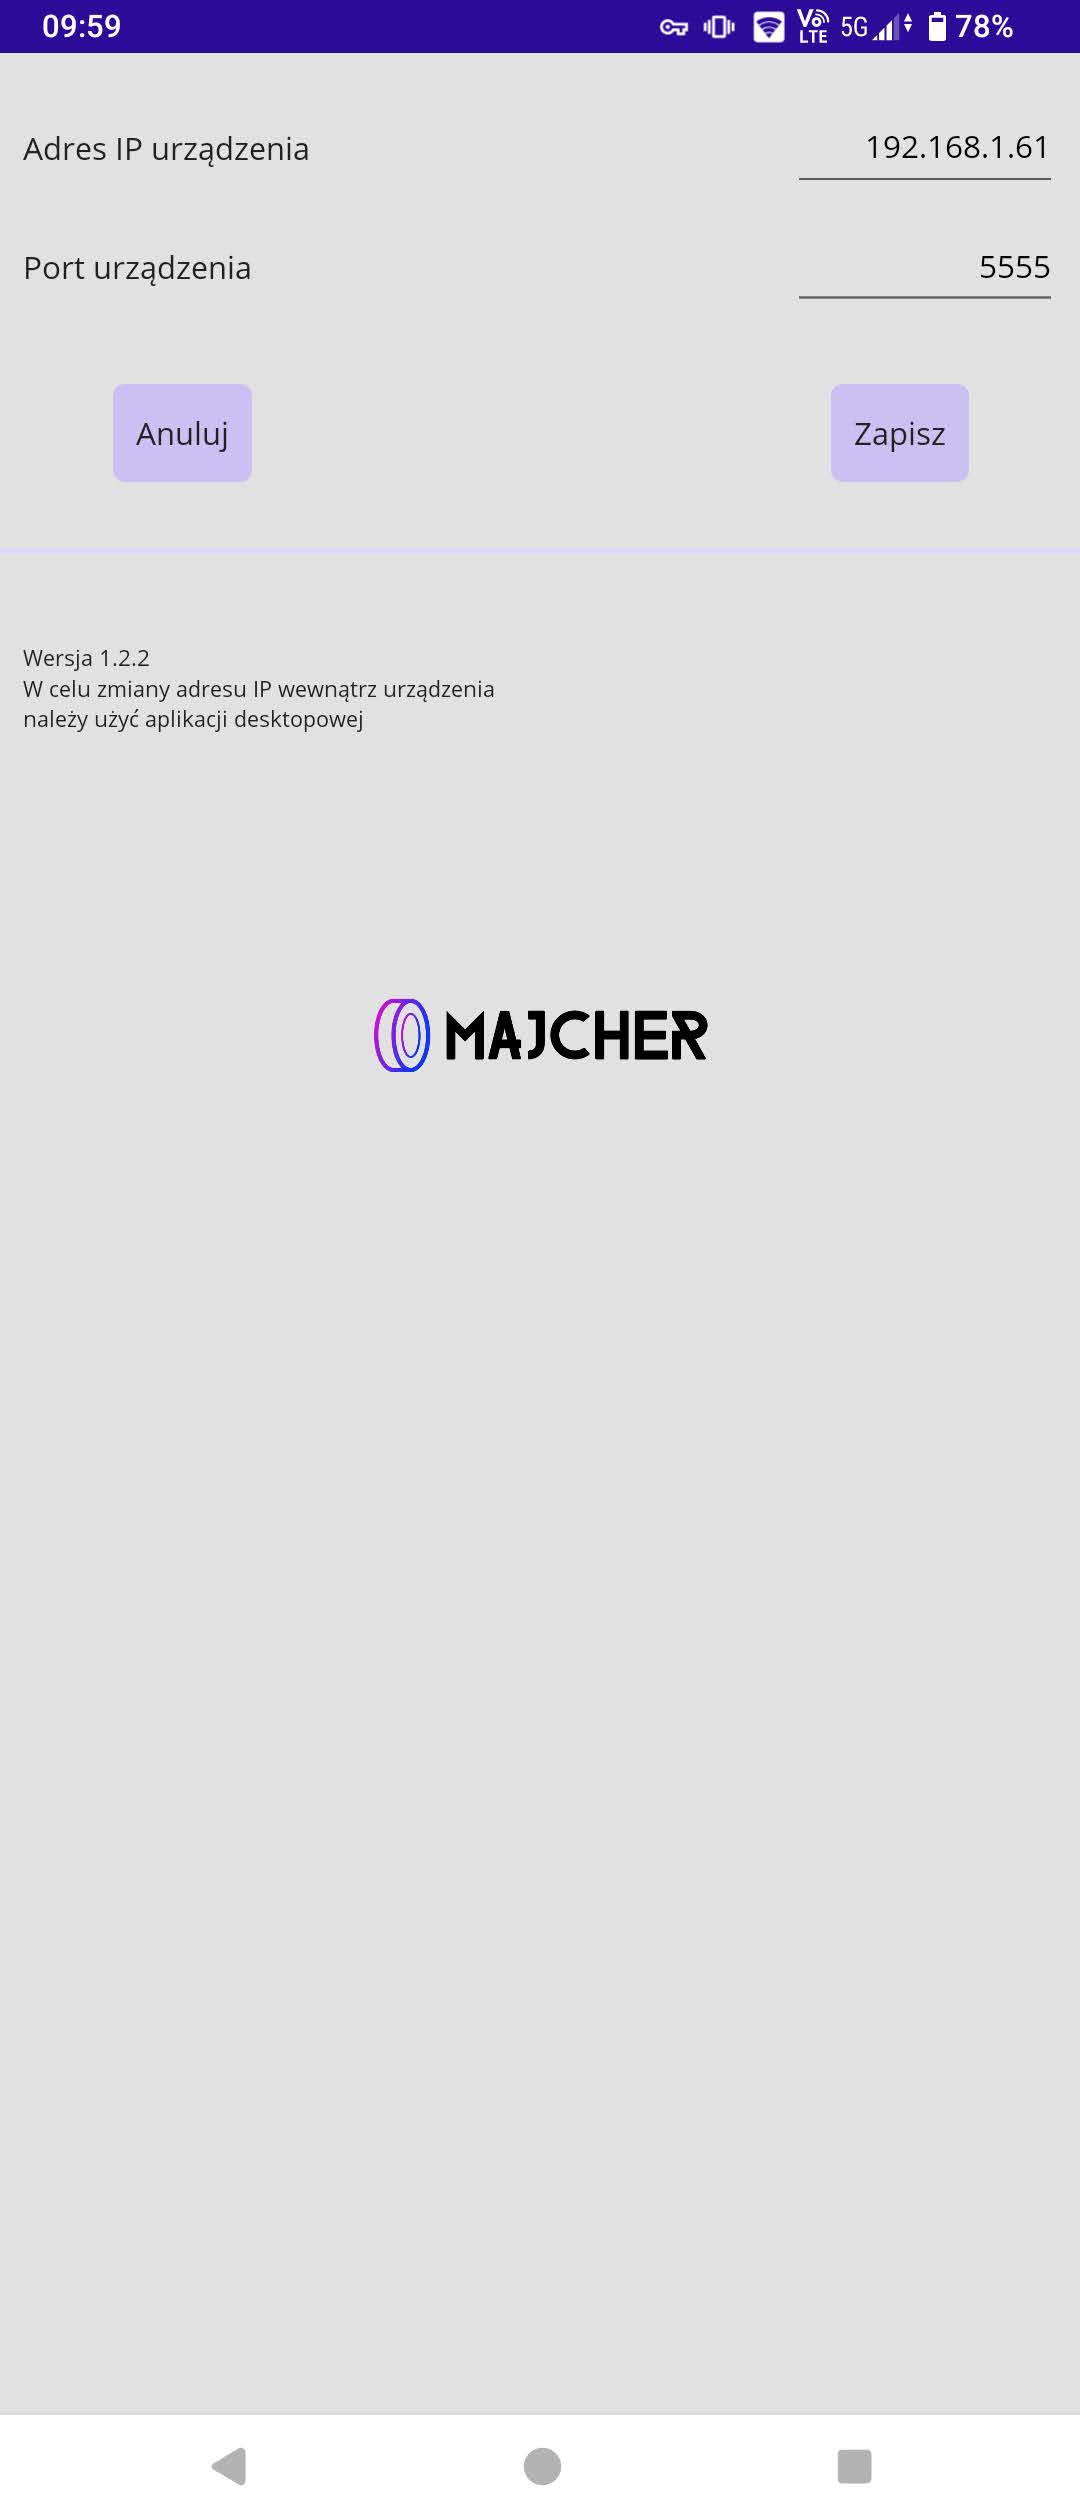 09:59
Vo LTE 5G 78%
Adres IP urządzenia 192.168.1.61
Port urządzenia 5555
Anuluj Zapisz
Wersja 1.2.2
W celu zmiany adresu IP wewnątrz urządzenia
należy użyć aplikacji desktopowej
MAJCHER